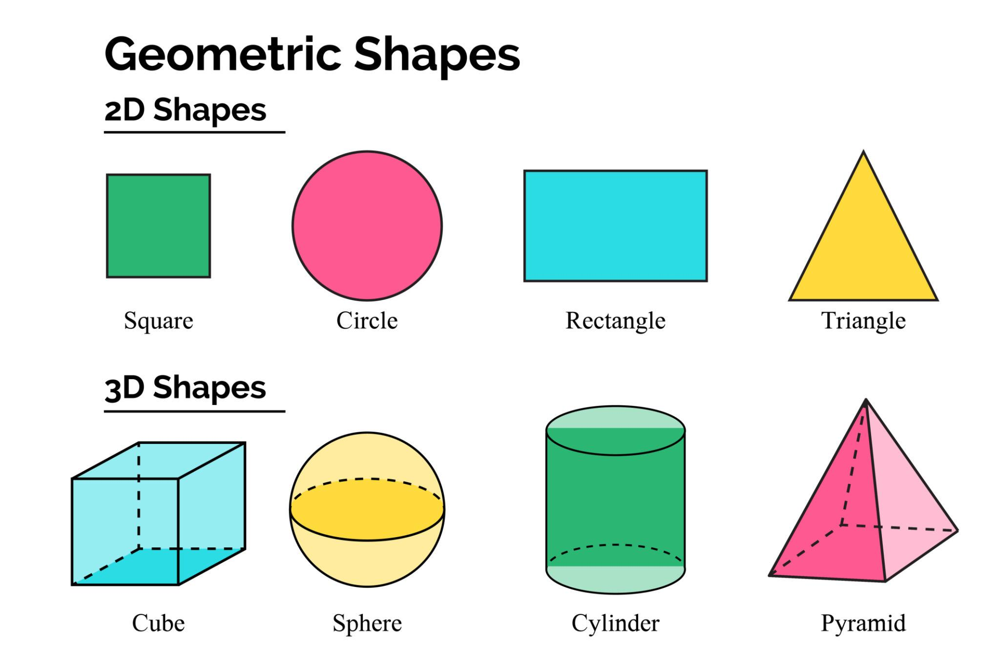 Geometric Shapes
2D Shapes
Square
Circle
Rectangle
Triangle
3D Shapes
Cube
Sphere
Cylinder
Pyramid